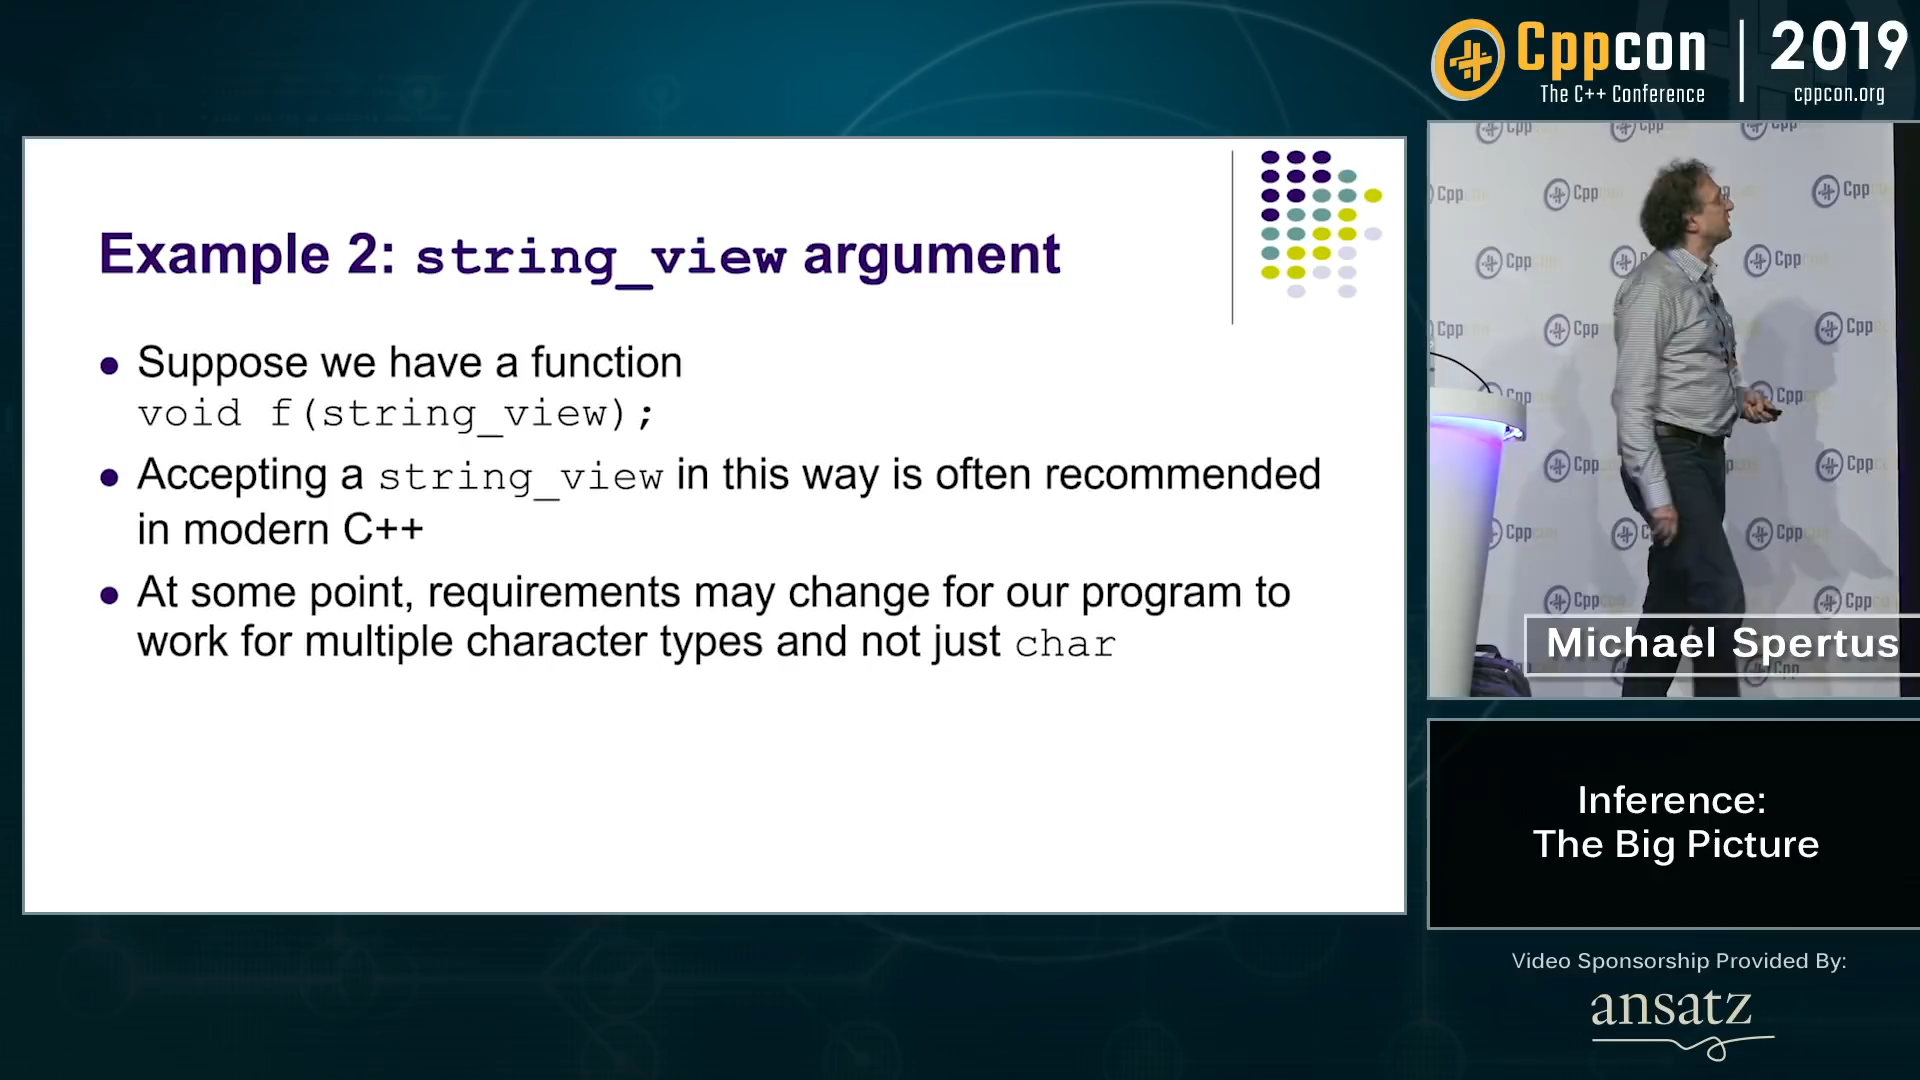 Cppcon
The C++ Conference
2019
cppcon.org
Example 2: string_view argument
Suppose we have a function
void f(string_view);
Accepting a string_view in this way is often recommended
in modern C++
At some point, requirements may change for our program to
work for multiple character types and not just char
Michael Spertus
Inference:
The Big Picture
Video Sponsorship Provided By:
ansatz